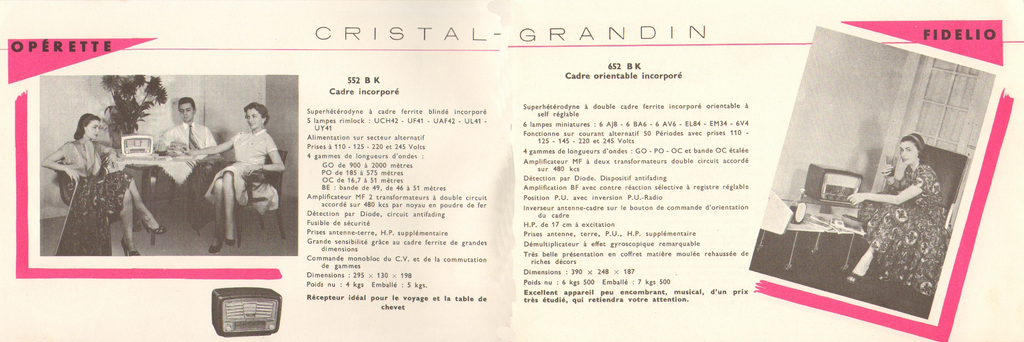 CRISTAL-GRANDIN
OPÉRETTE
552 BK
Cadre incorporé
Superhétérodyne à cadre ferrite blindé incorporé
5 lampes rimlock : UCH42 - UF41 - UAF42 - UL41 -
UY41
Alimentation sur secteur alternatif
Prises à 110 - 125 - 220 et 245 Volts
4 gammes de longueurs d'ondes :
GO de 900 à 2000 mètres
PO de 185 à 575 mètres
OC de 16,7 à 51 mètres
BE : bande de 49, de 46 à 51 mètres
Amplificateur MF 2 transformateurs à double circuit
accordé sur 480 kcs par noyau en poudre de fer
Détection par Diode, circuit antifading
Fusible de sécurité
Prises antenne-terre, H.P. supplémentaire
Grande sensibilité grâce au cadre ferrite de grandes
dimensions
Commande monobloc du C.V. et de la commutation
de gammes
Dimensions : 295 × 130 × 198
Poids nu : 4 kgs Emballé : 5 kgs.
Récepteur idéal pour le voyage et la table de
chevet
FIDELIO
652 BK
Cadre orientable incorporé
Superhétérodyne à double cadre ferrite incorporé orientable à
self réglable
6 lampes miniatures : 6 AJ8 - 6 BA6 - 6 AV6 - EL84 - EM34 - 6V4
Fonctionne sur courant alternatif 50 Périodes avec prises 110 -
125 - 145 - 220 et 245 Volts
4 gammes de longueurs d'ondes : GO - PO - OC et bande OC étalée
Amplificateur MF à deux transformateurs double circuit accordé
sur 480 kcs
Détection par Diode. Dispositif antifading
Amplification BF avec contre réaction sélective à registre réglable
Position P.U. avec inversion P.U.-Radio
Inverseur antenne-cadre sur le bouton de commande d'orientation
du cadre
H.P. de 17 cm à excitation
Prises antenne, terre, P.U., H.P. supplémentaire
Démultiplicateur à effet gyroscopique remarquable
Très belle présentation en coffret matière moulée rehaussée de
riches décors
Dimensions : 390 × 248 × 187
Poids nu : 6 kgs 500 Emballé : 7 kgs 500
Excellent appareil peu encombrant, musical, d'un prix
très étudié, qui retiendra votre attention.